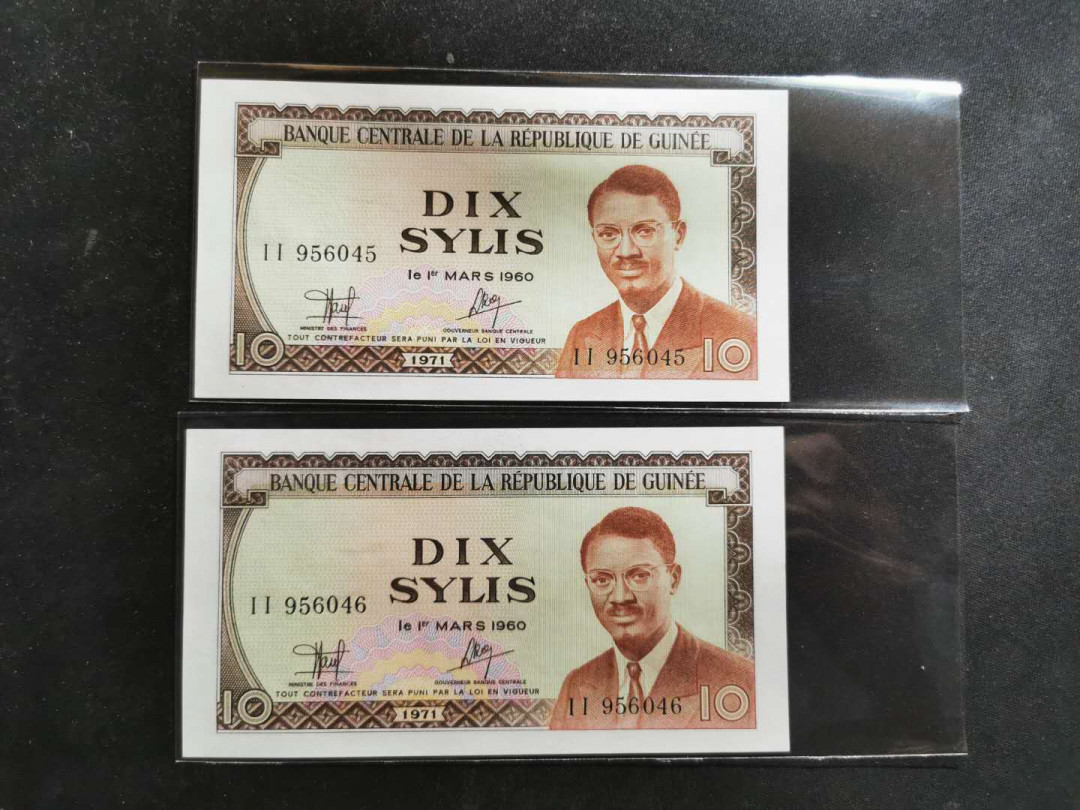 BANQUE CENTRALE DE LA RÉPUBLIQUE DE GUINÉE
DIX
SYLIS
II 956045
le 1er MARS 1960
MINISTRE DES FINANCES
GOUVERNEUR BANQUE CENTRALE
TOUT CONTREFACTEUR SERA PUNI PAR LA LOI EN VIGUEUR
10 1971 II 956045 10
BANQUE CENTRALE DE LA RÉPUBLIQUE DE GUINÉE
DIX
SYLIS
II 956046
le 1er MARS 1960
MINISTRE DES FINANCES
GOUVERNEUR BANQUE CENTRALE
TOUT CONTREFACTEUR SERA PUNI PAR LA LOI EN VIGUEUR
10 1971 II 956046 10